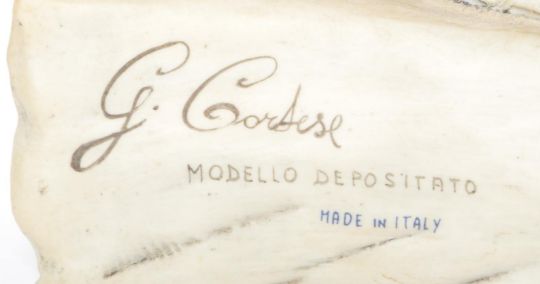 G. Cortese
MODELLO DEPOSITATO
MADE IN ITALY